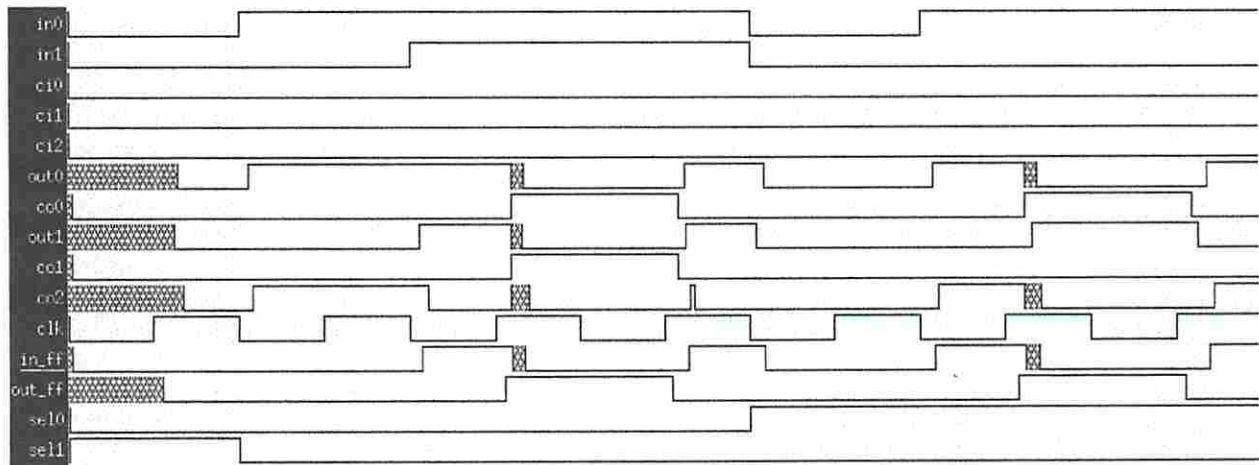 in0
in1
ci0
ci1
ci2
out0
co0
out1
co1
co2
clk
in_ff
out_ff
sel0
sel1